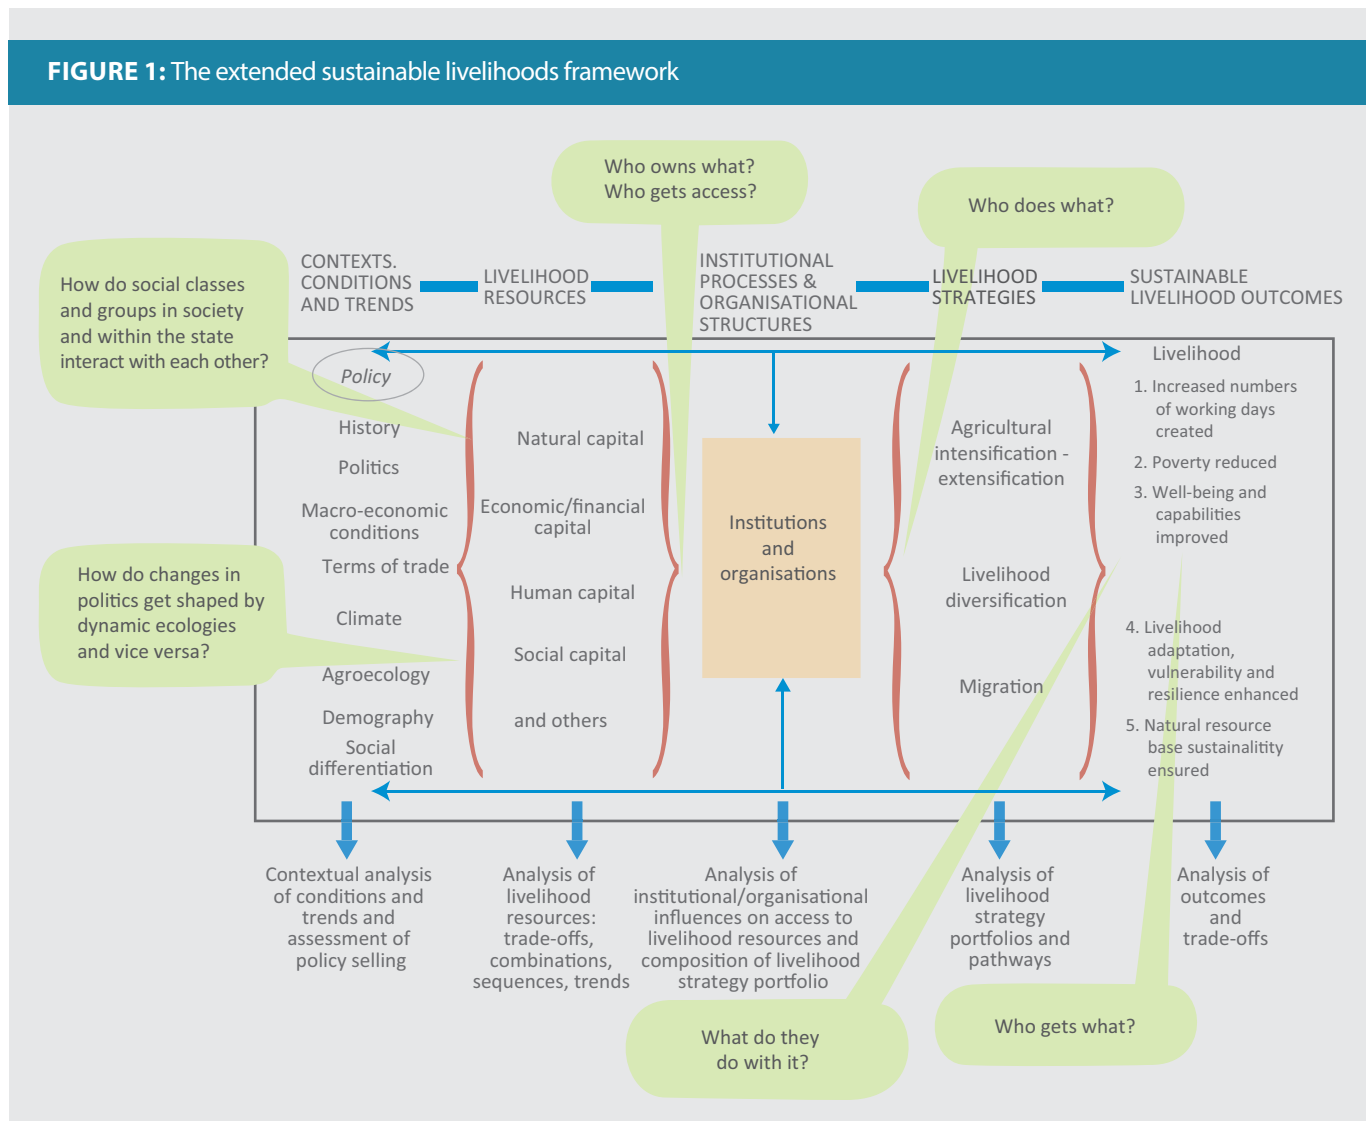 FIGURE 1: The extended sustainable livelihoods framework
Who owns what?
Who gets access?
Who does what?
How do social classes
and groups in society
and within the state
interact with each other?
CONTEXTS.
CONDITIONS
AND TRENDS
LIVELIHOOD
RESOURCES
INSTITUTIONAL
PROCESSES &
ORGANISATIONAL
STRUCTURES
LIVELIHOOD
STRATEGIES
SUSTAINABLE
LIVELIHOOD OUTCOMES
Policy
History
Politics
Macro-economic
conditions
Terms of trade
Climate
Agroecology
Demography
Social
differentiation
How do changes in
politics get shaped by
dynamic ecologies
and vice versa?
Natural capital
Economic/financial
capital
Human capital
Social capital
and others
Institutions
and
organisations
Agricultural
intensification -
extensification
Livelihood
diversification
Migration
Livelihood
1. Increased numbers
of working days
created
2. Poverty reduced
3. Well-being and
capabilities
improved
4. Livelihood
adaptation,
vulnerability and
resilience enhanced
5. Natural resource
base sustainalitity
ensured
Contextual analysis
of conditions and
trends and
assessment of
policy selling
Analysis of
livelihood
resources:
trade-offs,
combinations,
sequences, trends
Analysis of
institutional/organisational
influences on access to
livelihood resources and
composition of livelihood
strategy portfolio
Analysis of
livelihood
strategy
portfolios and
pathways
Analysis of
outcomes
and
trade-offs
What do they
do with it?
Who gets what?